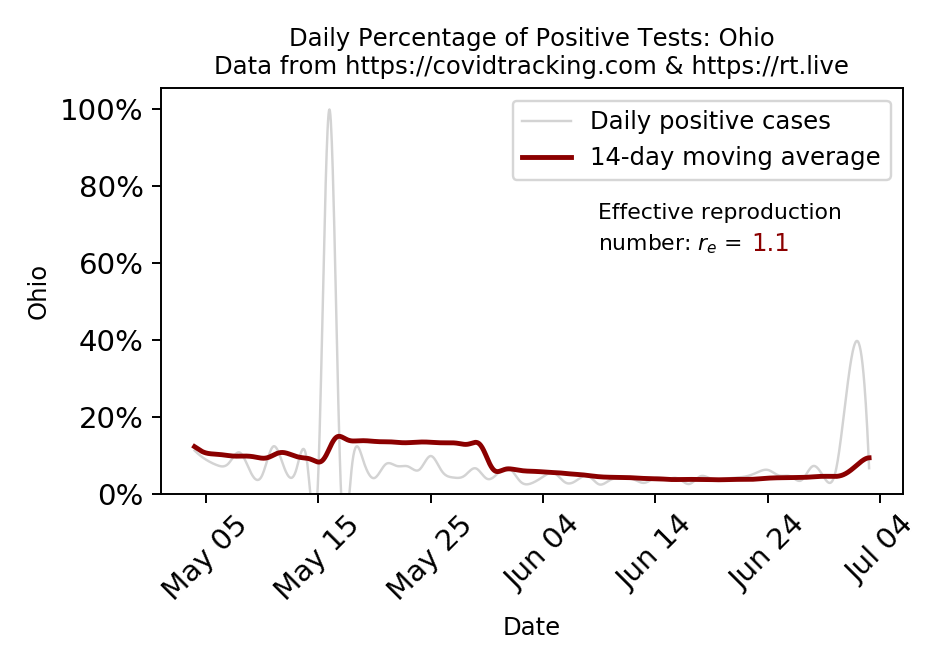 Daily Percentage of Positive Tests: Ohio
Data from https://covidtracking.com & https://rt.live
100%
80%
60%
40%
20%
0%
Ohio
Daily positive cases
14-day moving average
Effective reproduction
number: rₑ = 1.1
May 05
May 15
May 25
Jun 04
Jun 14
Jun 24
Jul 04
Date